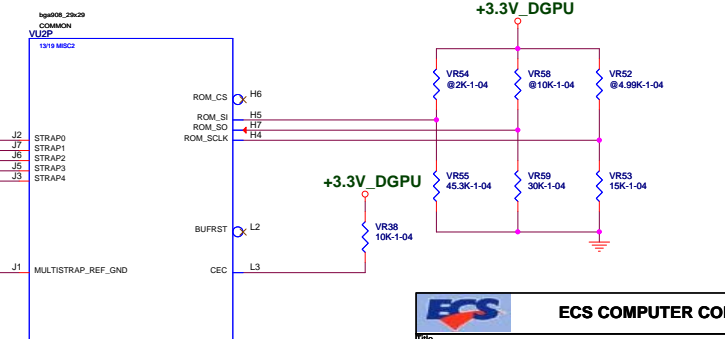 +3.3V_DGPU
bga908_29x29
COMMON
VU2P
13/19 MISC2
VR54
@2K-1-04
VR58
@10K-1-04
VR52
@4.99K-1-04
ROM_CS H6
ROM_SI H5
ROM_SO H7
ROM_SCLK H4
J2 STRAP0
J7 STRAP1
J6 STRAP2
J5 STRAP3
J3 STRAP4
+3.3V_DGPU
VR55
45.3K-1-04
VR59
30K-1-04
VR53
15K-1-04
BUFRST L2
VR38
10K-1-04
J1 MULTISTRAP_REF_GND
CEC L3
ECS
ECS COMPUTER CO
Title